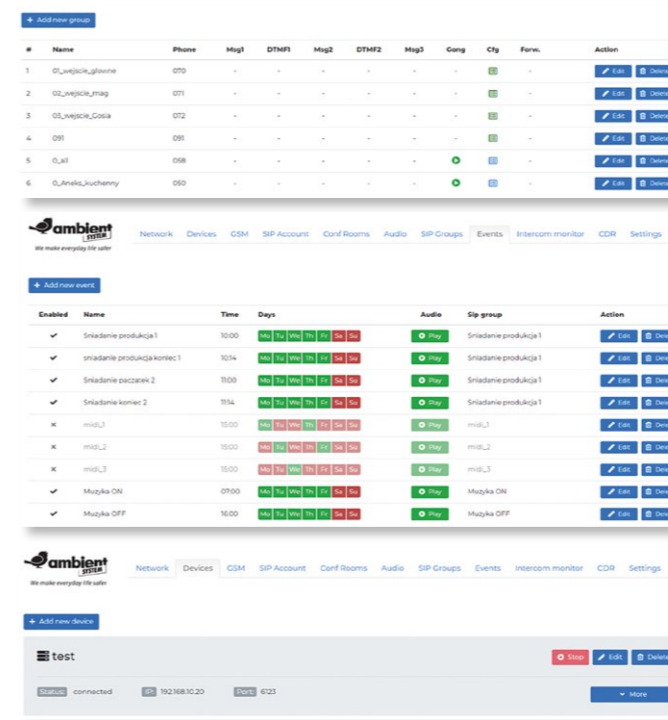 + Add new group
# Name Phone Msg1 DTMF1 Msg2 DTMF2 Msg3 Gong Cfg Forw. Action
1 01_wejscie_glowne 070 - - - - - - - Edit Delete
2 02_wejscie_mag 071 - - - - - - - Edit Delete
3 03_wejscie_Gosia 072 - - - - - - - Edit Delete
4 091 091 - - - - - - - Edit Delete
5 0_all 058 - - - - - - Edit Delete
6 0_Aneks_kuchenny 050 - - - - - - Edit Delete
ambient
SYSTEM
We make everyday life safer
Network Devices GSM SIP Account Conf Rooms Audio SIP Groups Events Intercom monitor CDR Settings
+ Add new event
Enabled Name Time Days Audio Sip group Action
Sniadanie produkcja 1 10:00 Mo Tu We Th Fr Sa Su Play Sniadanie produkcja 1 Edit Dele
sniadanie produkcja koniec 1 10:14 Mo Tu We Th Fr Sa Su Play Sniadanie produkcja 1 Edit Dele
Sniadanie paczatek 2 11:00 Mo Tu We Th Fr Sa Su Play Sniadanie produkcja 1 Edit Dele
Sniadanie koniec 2 11:14 Mo Tu We Th Fr Sa Su Play Sniadanie produkcja 1 Edit Dele
midi_1 15:00 Mo Tu We Th Fr Sa Su Play midi_1 Edit Dele
midi_2 15:00 Mo Tu We Th Fr Sa Su Play midi_2 Edit Dele
midi_3 15:00 Mo Tu We Th Fr Sa Su Play midi_3 Edit Dele
Muzyka ON 07:00 Mo Tu We Th Fr Sa Su Play Muzyka ON Edit Dele
Muzyka OFF 16:00 Mo Tu We Th Fr Sa Su Play Muzyka OFF Edit Dele
ambient
SYSTEM
We make everyday life safer
Network Devices GSM SIP Account Conf Rooms Audio SIP Groups Events Intercom monitor CDR Settings
+ Add new device
test Stop Edit Delete
Status: connected IP: 192.168.10.20 Port: 6123 More